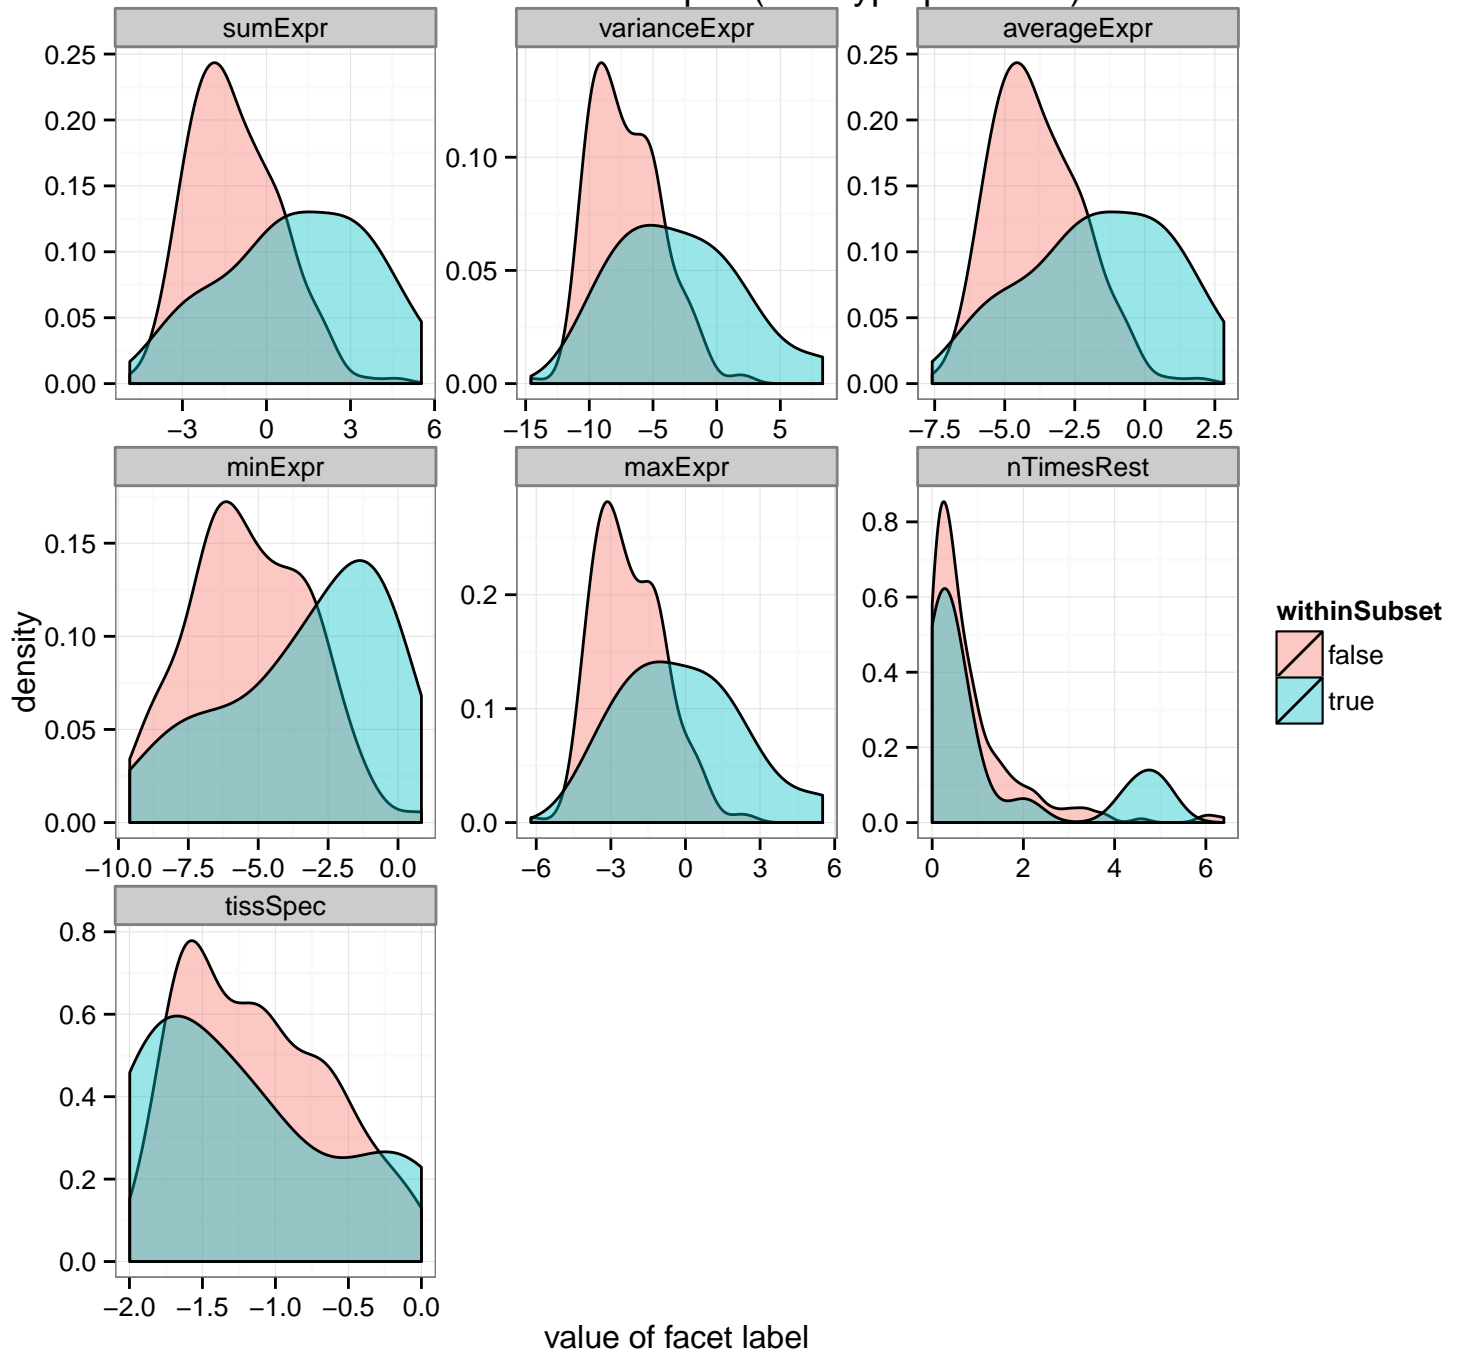 sumExpr
varianceExpr
averageExpr
0.25
0.20
0.15
0.10
0.05
0.00
−3 0 3 6
0.10
0.05
0.00
−15 −10 −5 0 5
0.25
0.20
0.15
0.10
0.05
0.00
−7.5 −5.0 −2.5 0.0 2.5
minExpr
maxExpr
nTimesRest
density
0.15
0.10
0.05
0.00
−10.0 −7.5 −5.0 −2.5 0.0
0.2
0.1
0.0
−6 −3 0 3 6
0.8
0.6
0.4
0.2
0.0
0 2 4 6
withinSubset
false
true
tissSpec
0.8
0.6
0.4
0.2
0.0
−2.0 −1.5 −1.0 −0.5 0.0
value of facet label